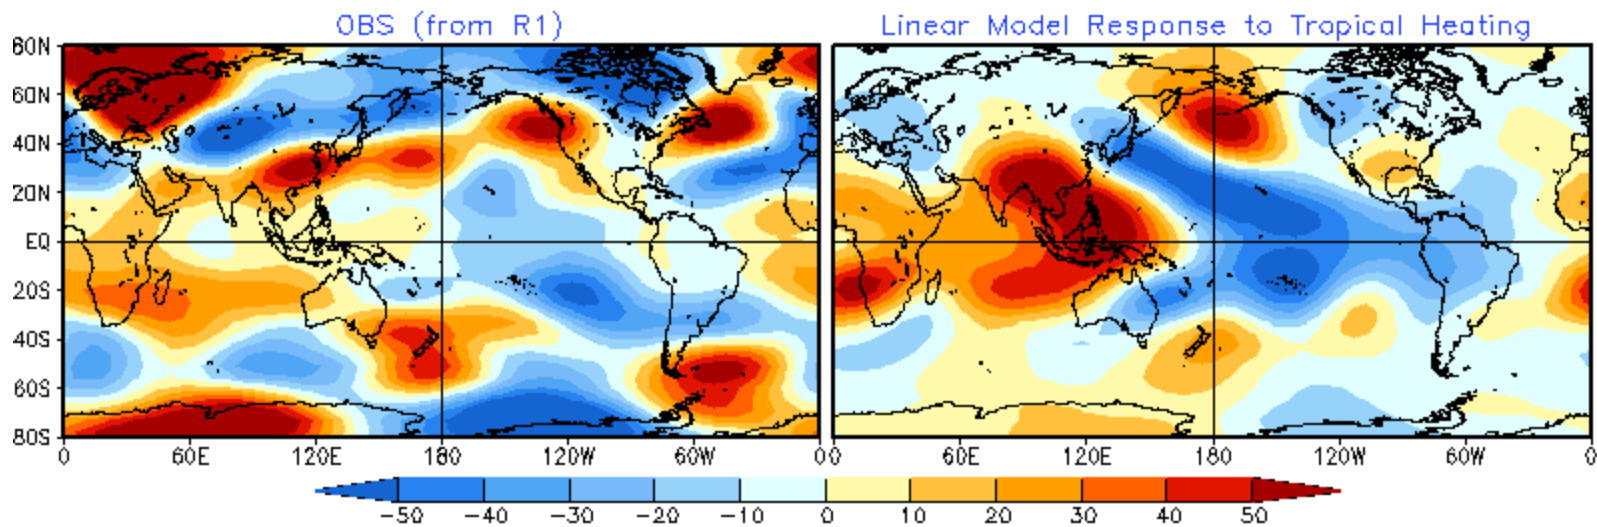 OBS (from R1) Linear Model Response to Tropical Heating
80N
60N
40N
20N
EQ
20S
40S
60S
80S
0 60E 120E 180 120W 60W 0 0 60E 120E 180 120W 60W 0
-50 -40 -30 -20 -10 0 10 20 30 40 50